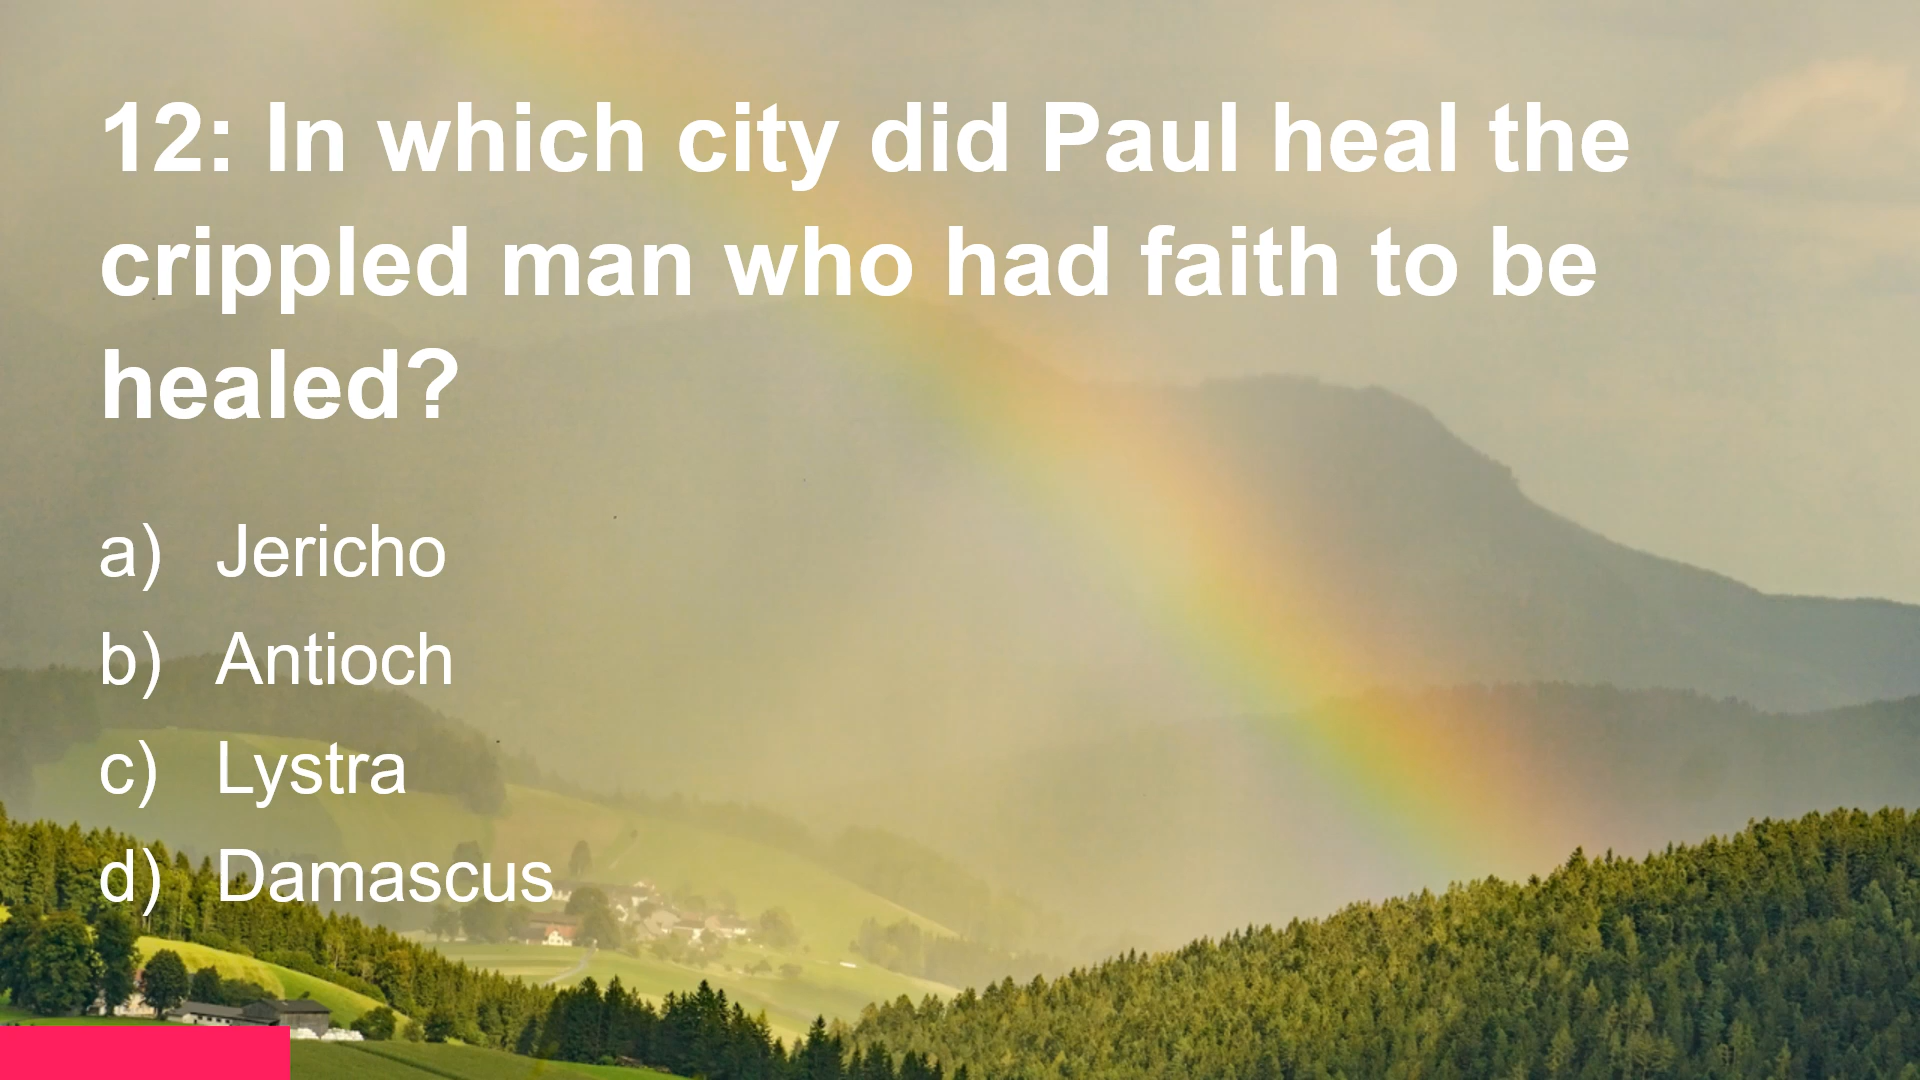 12: In which city did Paul heal the
crippled man who had faith to be
healed?
a) Jericho
b) Antioch
c) Lystra
d) Damascus